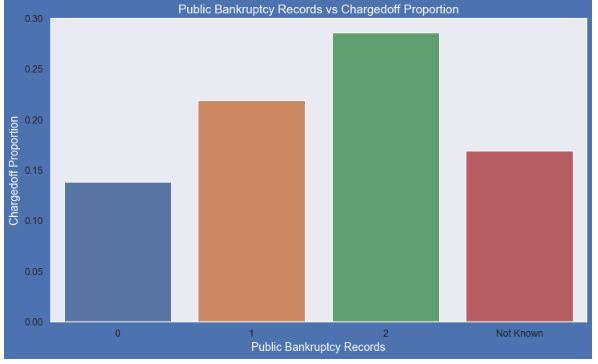 Public Bankruptcy Records vs Chargedoff Proportion
0.30
0.25
0.20
0.15
0.10
0.05
0.00
Chargedoff Proportion
0 1 2 Not Known
Public Bankruptcy Records